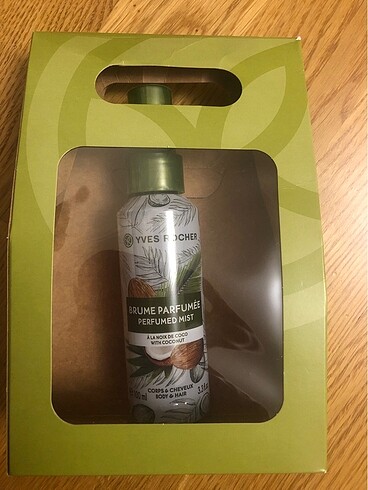 YVES ROCHER
BRUME PARFUMÉE
PERFUMED MIST
À LA NOIX DE COCO
WITH COCONUT
CORPS & CHEVEUX
BODY & HAIR